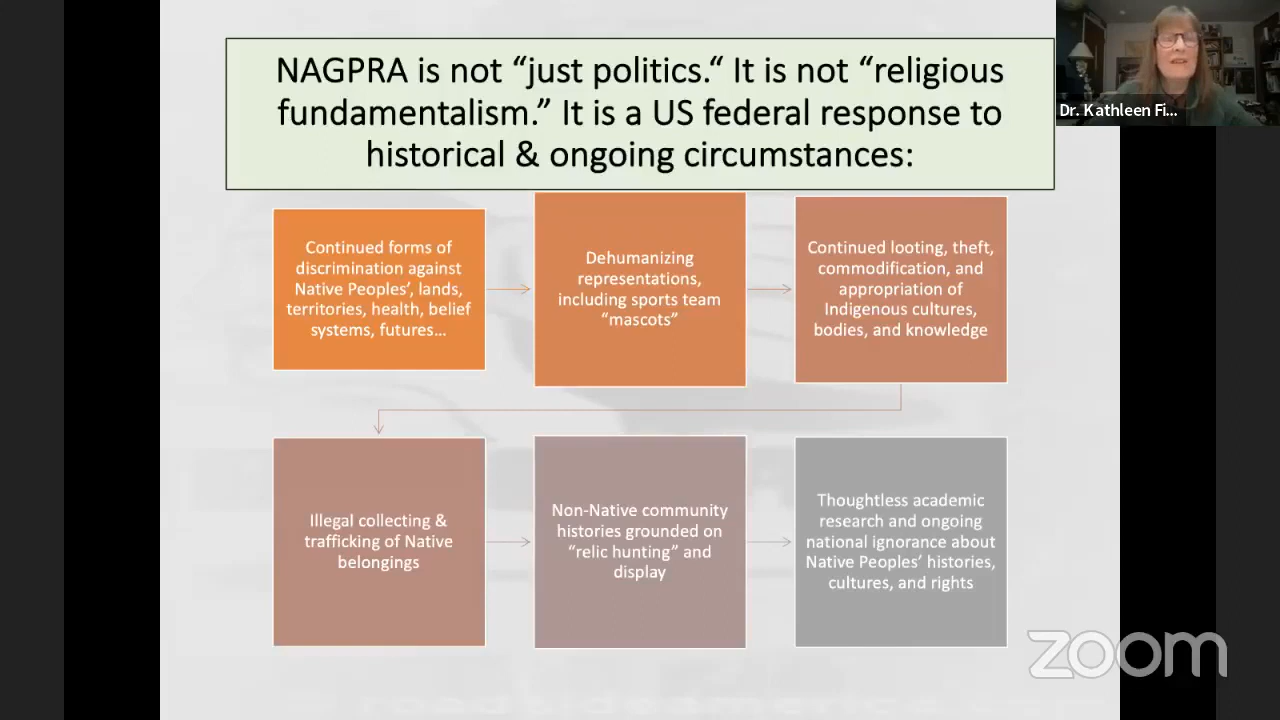 NAGPRA is not “just politics.“ It is not “religious
fundamentalism.” It is a US federal response to
historical & ongoing circumstances:
Dr. Kathleen Fi...
Continued forms of
discrimination against
Native Peoples’, lands,
territories, health, belief
systems, futures…
Dehumanizing
representations,
including sports team
“mascots”
Continued looting, theft,
commodification, and
appropriation of
Indigenous cultures,
bodies, and knowledge
Illegal collecting &
trafficking of Native
belongings
Non-Native community
histories grounded on
“relic hunting” and
display
Thoughtless academic
research and ongoing
national ignorance about
Native Peoples’ histories,
cultures, and rights
zoom